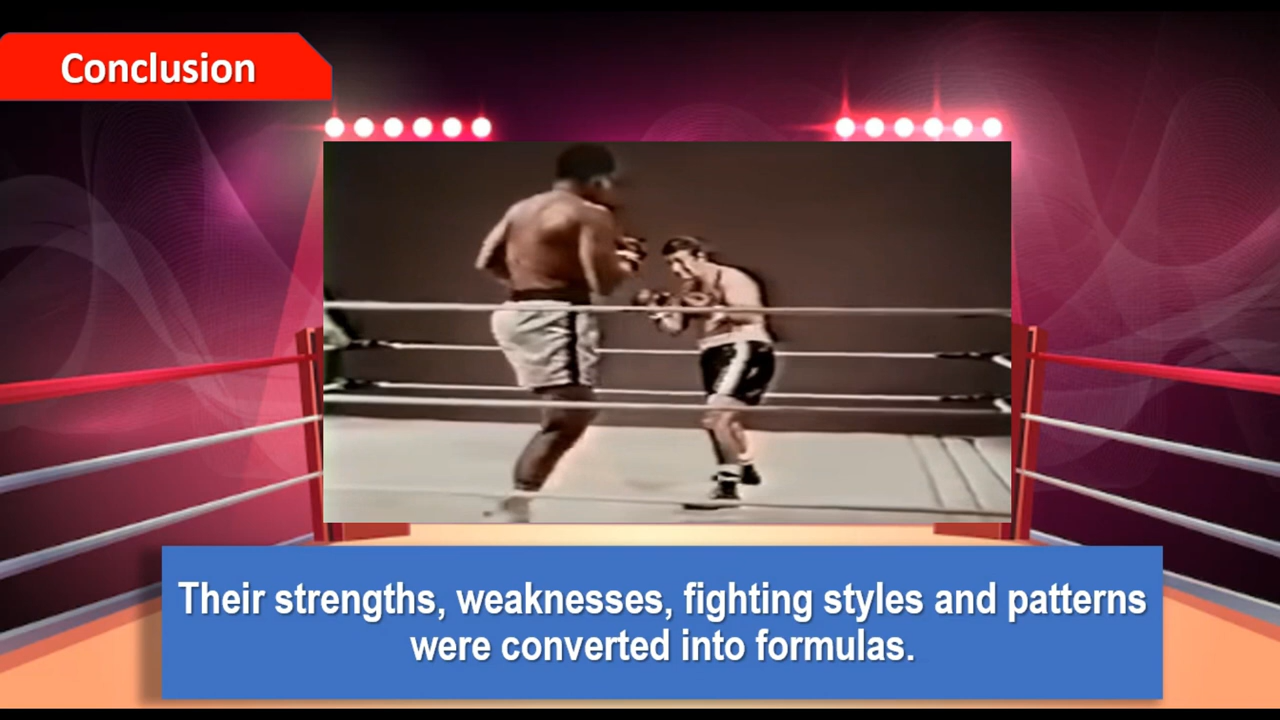 Conclusion
Their strengths, weaknesses, fighting styles and patterns
were converted into formulas.